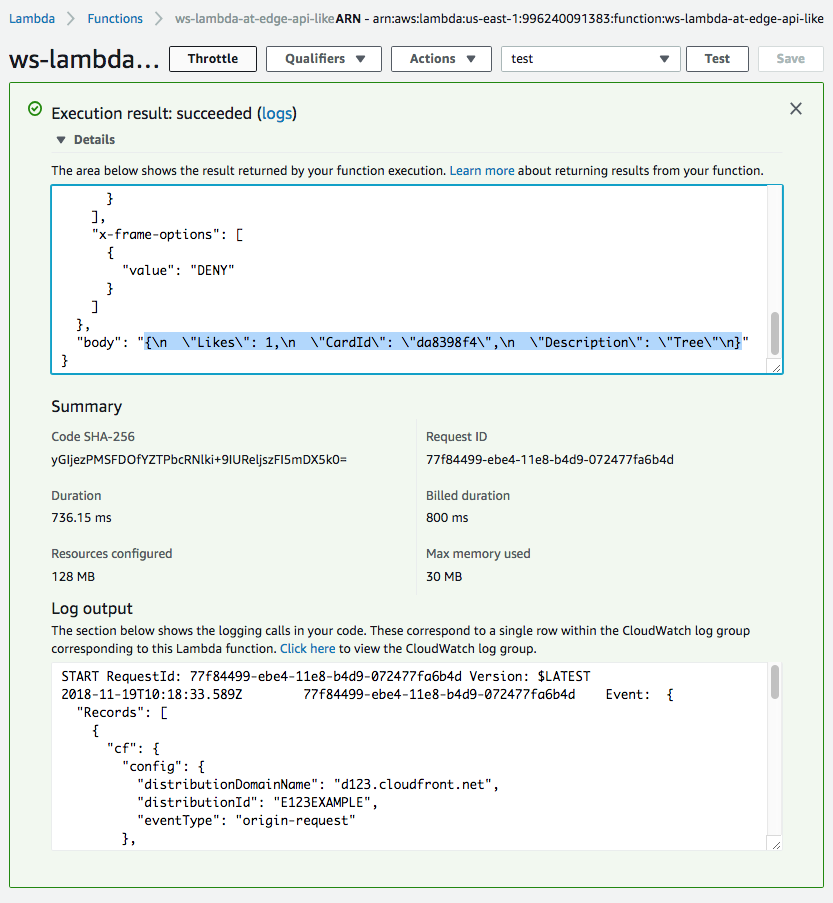 Lambda > Functions > ws-lambda-at-edge-api-like ARN - arn:aws:lambda:us-east-1:996240091383:function:ws-lambda-at-edge-api-like
ws-lambda... Throttle Qualifiers Actions test Test Save
Execution result: succeeded (logs)
Details
The area below shows the result returned by your function execution. Learn more about returning results from your function.
      }
    ],
    "x-frame-options": [
      {
        "value": "DENY"
      }
    ]
  },
  "body": "{\n  \"Likes\": 1,\n  \"CardId\": \"da8398f4\",\n  \"Description\": \"Tree\"\n}"
}
Summary
Code SHA-256
yGIjezPMSFDOfYZTPbcRNlki+9IUReljszFI5mDX5k0=
Request ID
77f84499-ebe4-11e8-b4d9-072477fa6b4d
Duration
736.15 ms
Billed duration
800 ms
Resources configured
128 MB
Max memory used
30 MB
Log output
The section below shows the logging calls in your code. These correspond to a single row within the CloudWatch log group
corresponding to this Lambda function. Click here to view the CloudWatch log group.
START RequestId: 77f84499-ebe4-11e8-b4d9-072477fa6b4d Version: $LATEST
2018-11-19T10:18:33.589Z 77f84499-ebe4-11e8-b4d9-072477fa6b4d Event: {
  "Records": [
    {
      "cf": {
        "config": {
          "distributionDomainName": "d123.cloudfront.net",
          "distributionId": "E123EXAMPLE",
          "eventType": "origin-request"
        },